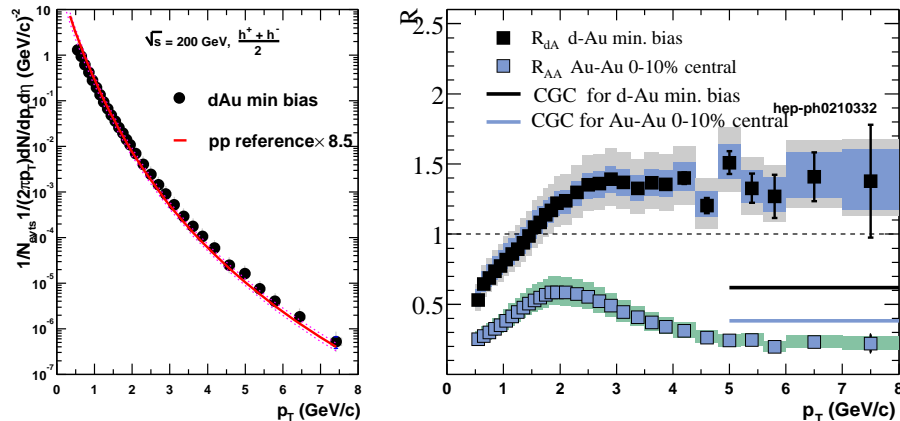 1/N_evts 1/(2πp_T)dN/dp_T dη (GeV/c)^-2
10
1
10^-1
10^-2
10^-3
10^-4
10^-5
10^-6
10^-7
√s = 200 GeV, (h^+ + h^-)/2
dAu min bias
pp reference × 8.5
0 1 2 3 4 5 6 7 8
p_T (GeV/c)
R
2.5
2
1.5
1
0.5
0
R_dA d-Au min. bias
R_AA Au-Au 0-10% central
CGC for d-Au min. bias
hep-ph0210332
CGC for Au-Au 0-10% central
0 1 2 3 4 5 6 7 8
p_T (GeV/c)